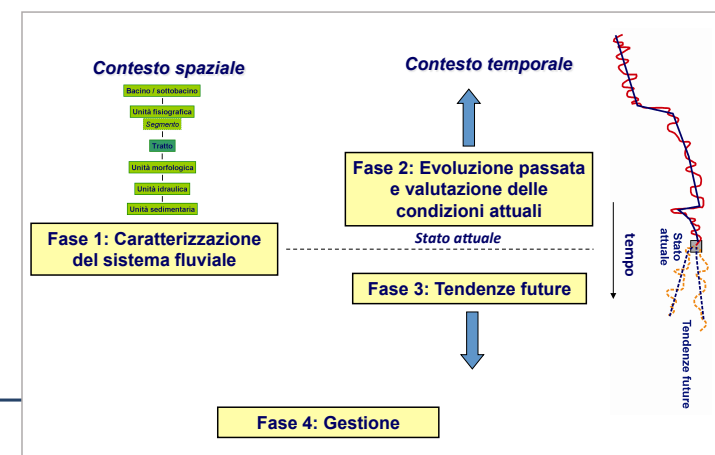 Contesto spaziale
Contesto temporale
Bacino / sottobacino
Unità fisiografica
Segmento
Tratto
Unità morfologica
Unità idraulica
Unità sedimentaria
Fase 1: Caratterizzazione
del sistema fluviale
Fase 2: Evoluzione passata
e valutazione delle
condizioni attuali
Stato attuale
Fase 3: Tendenze future
Fase 4: Gestione
tempo
Stato
attuale
Tendenze future